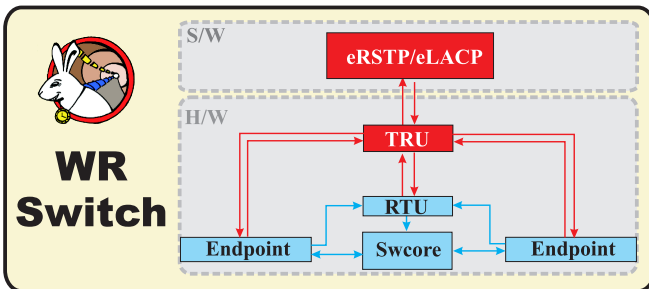 S/W
eRSTP/eLACP
H/W
TRU
WR
Switch
RTU
Endpoint
Swcore
Endpoint